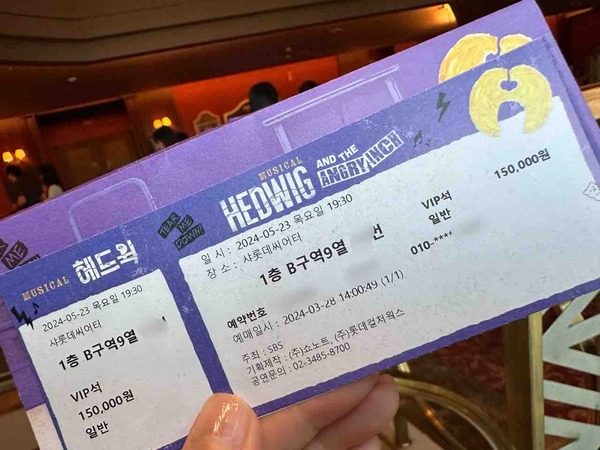 MUSICAL
HEDWIG
AND THE
ANGRY INCH
일 시 : 2024-05-23 목요일 19:30
장 소 : 샤롯데씨어터
1층 B구역9열
VIP석
150,000원
일반
010-****
예약번호
예매일시 : 2024-03-28 14:00:49 (1/1)
주최 : SBS
기획제작 : (주)쇼노트, (주)롯데컬처웍스
공연문의 : 02-3485-8700
TEAR
ME
DOWN!
MUSICAL 헤드윅
2024-05-23 목요일 19:30
샤롯데씨어터
1층 B구역9열
VIP석
150,000원
일반